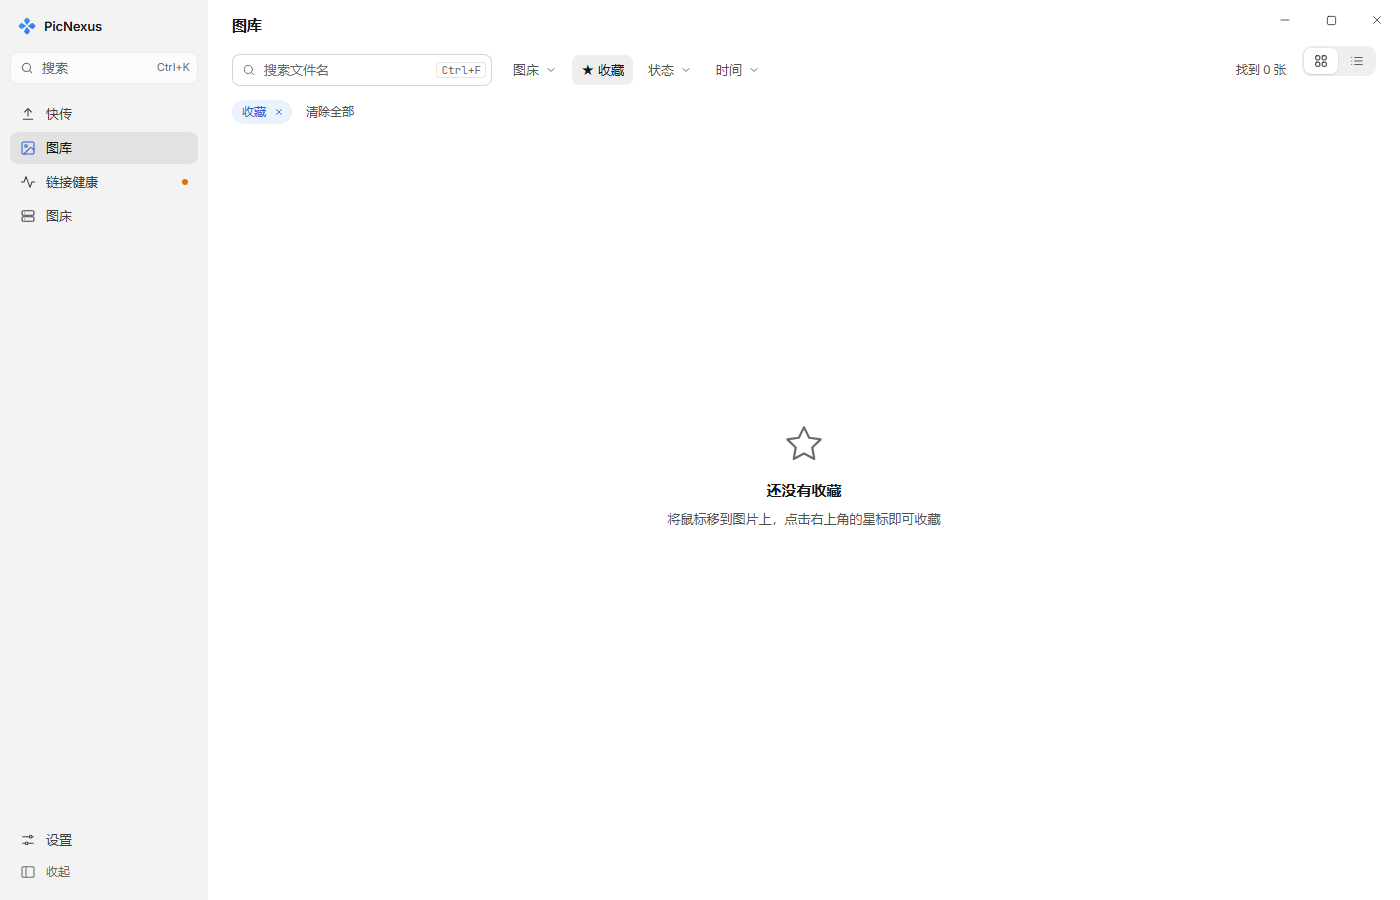 PicNexus
搜索 Ctrl+K
快传
图库
链接健康
图床
设置
收起
图库
搜索文件名 Ctrl+F 图床 ★ 收藏 状态 时间 找到 0 张
收藏 × 清除全部
还没有收藏
将鼠标移到图片上，点击右上角的星标即可收藏